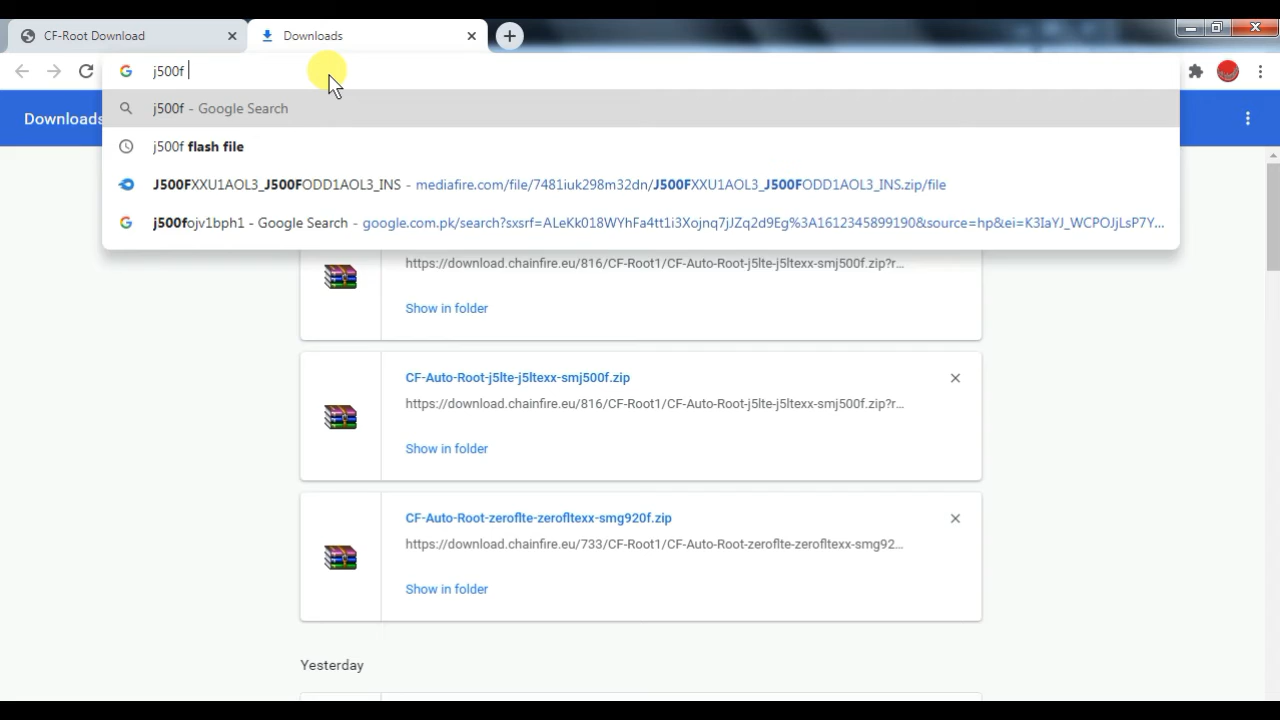 CF-Root Download
Downloads
j500f
Downloads
j500f - Google Search
j500f flash file
J500FXXU1AOL3_J500FODD1AOL3_INS - mediafire.com/file/7481iuk298m32dn/J500FXXU1AOL3_J500FODD1AOL3_INS.zip/file
j500fojv1bph1 - Google Search - google.com.pk/search?sxsrf=ALeKk018WYhFa4tt1i3Xojnq7jJZq2d9Eg%3A1612345899190&source=hp&ei=K3IaYJ_WCPOJjLsP7Y...
https://download.chainfire.eu/816/CF-Root1/CF-Auto-Root-j5lte-j5ltexx-smj500f.zip?r...
Show in folder
CF-Auto-Root-j5lte-j5ltexx-smj500f.zip
https://download.chainfire.eu/816/CF-Root1/CF-Auto-Root-j5lte-j5ltexx-smj500f.zip?r...
Show in folder
CF-Auto-Root-zeroflte-zerofltexx-smg920f.zip
https://download.chainfire.eu/733/CF-Root1/CF-Auto-Root-zeroflte-zerofltexx-smg92...
Show in folder
Yesterday